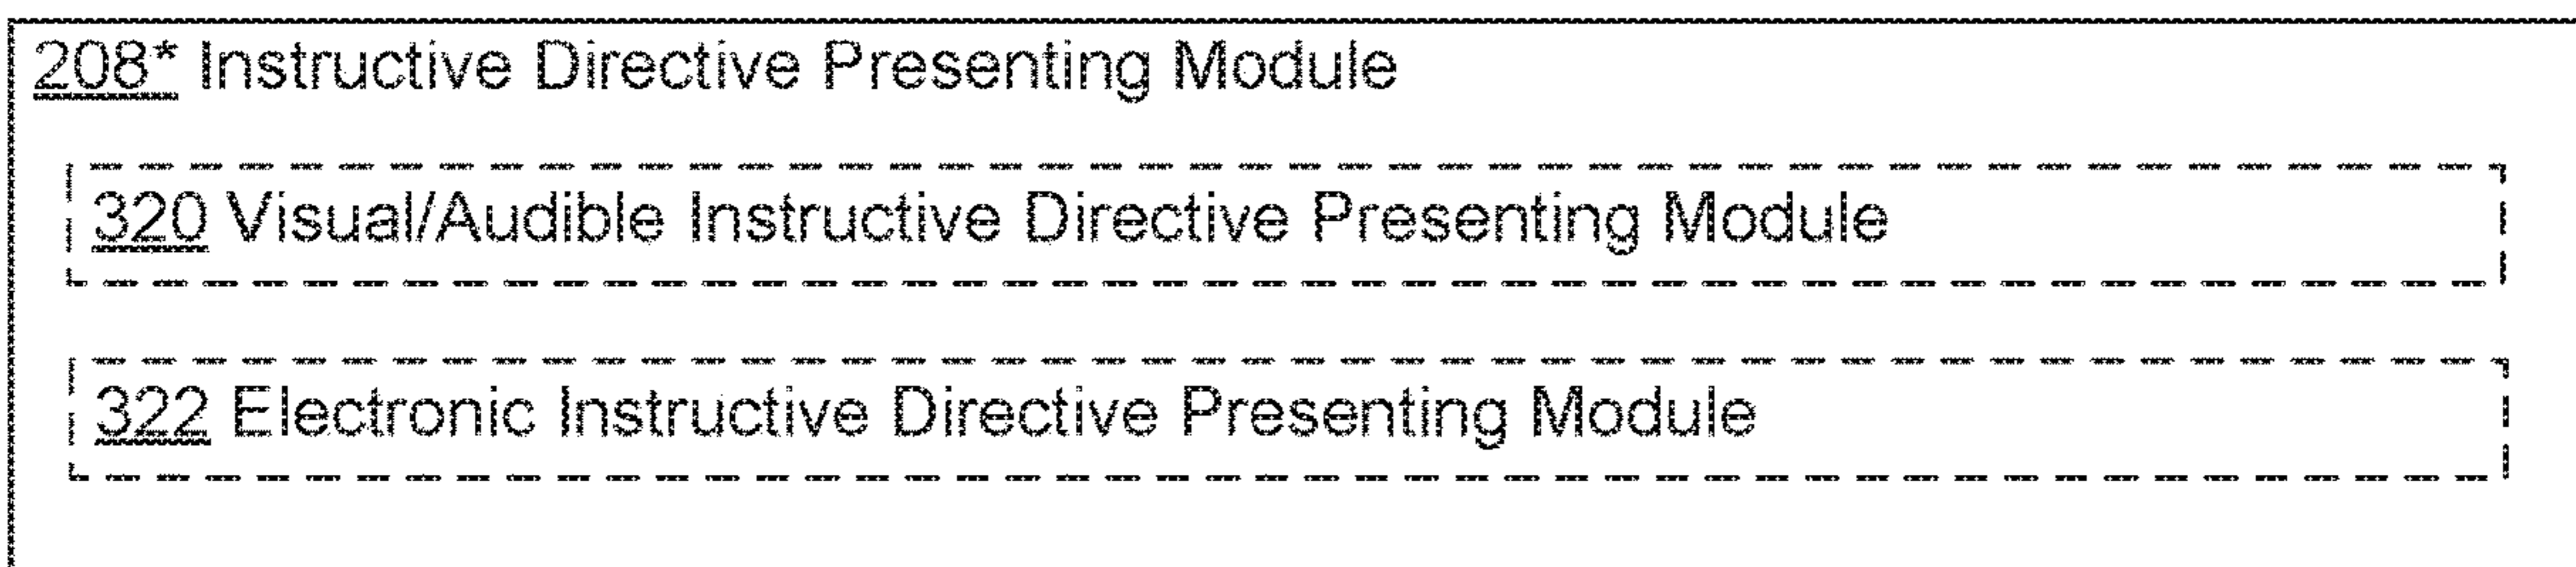 208* Instructive Directive Presenting Module
320 Visual/Audible Instructive Directive Presenting Module
322 Electronic Instructive Directive Presenting Module